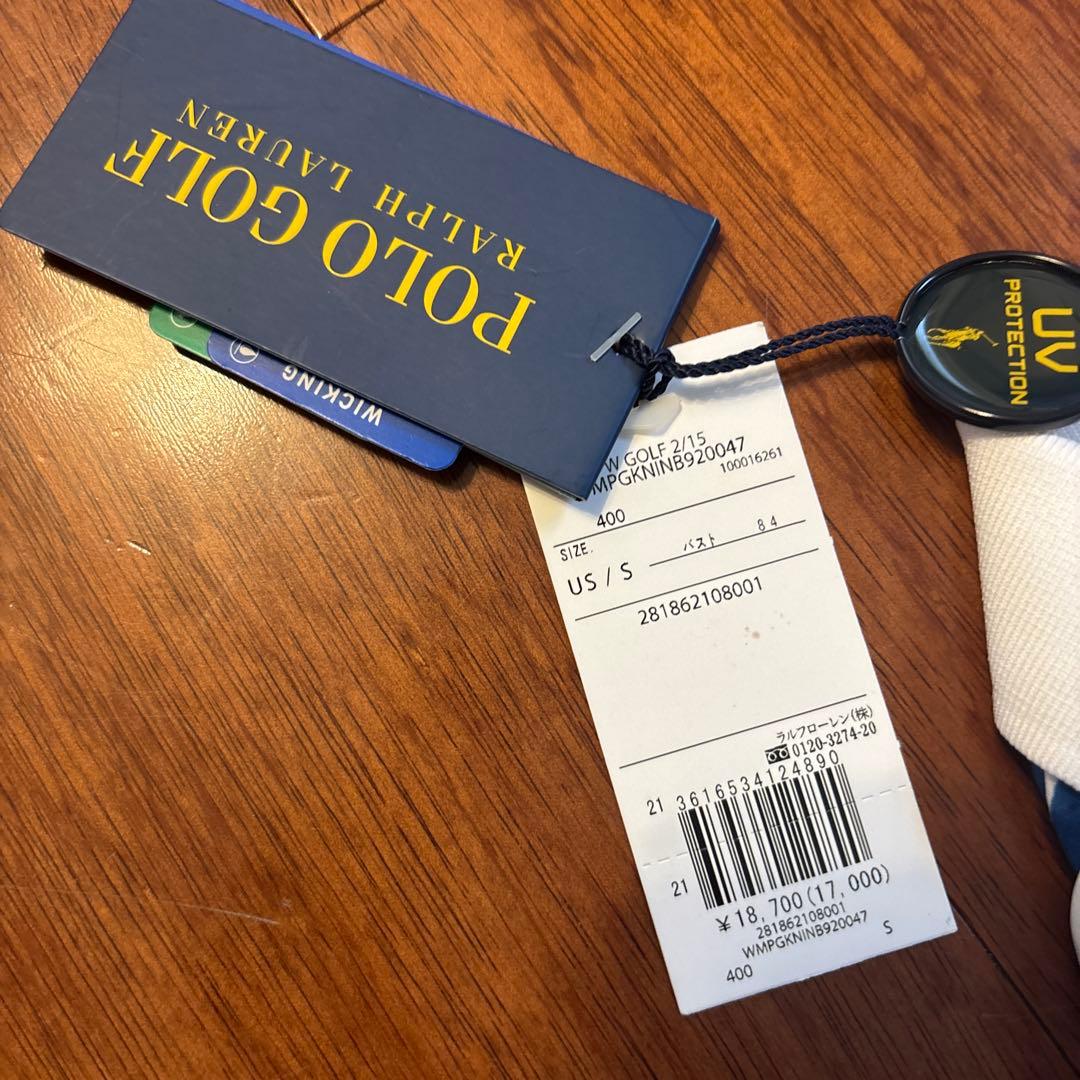 POLO GOLF
RALPH LAUREN
WICKING
UV
PROTECTION
W GOLF 2/15
WMPGKNINB920047
100016261
400
SIZE.
バスト 84
US / S
281862108001
ラルフローレン(株)
0120-3274-20
21 3616534124890
21
¥18,700(17,000)
281862108001
WMPGKNINB920047
400 S